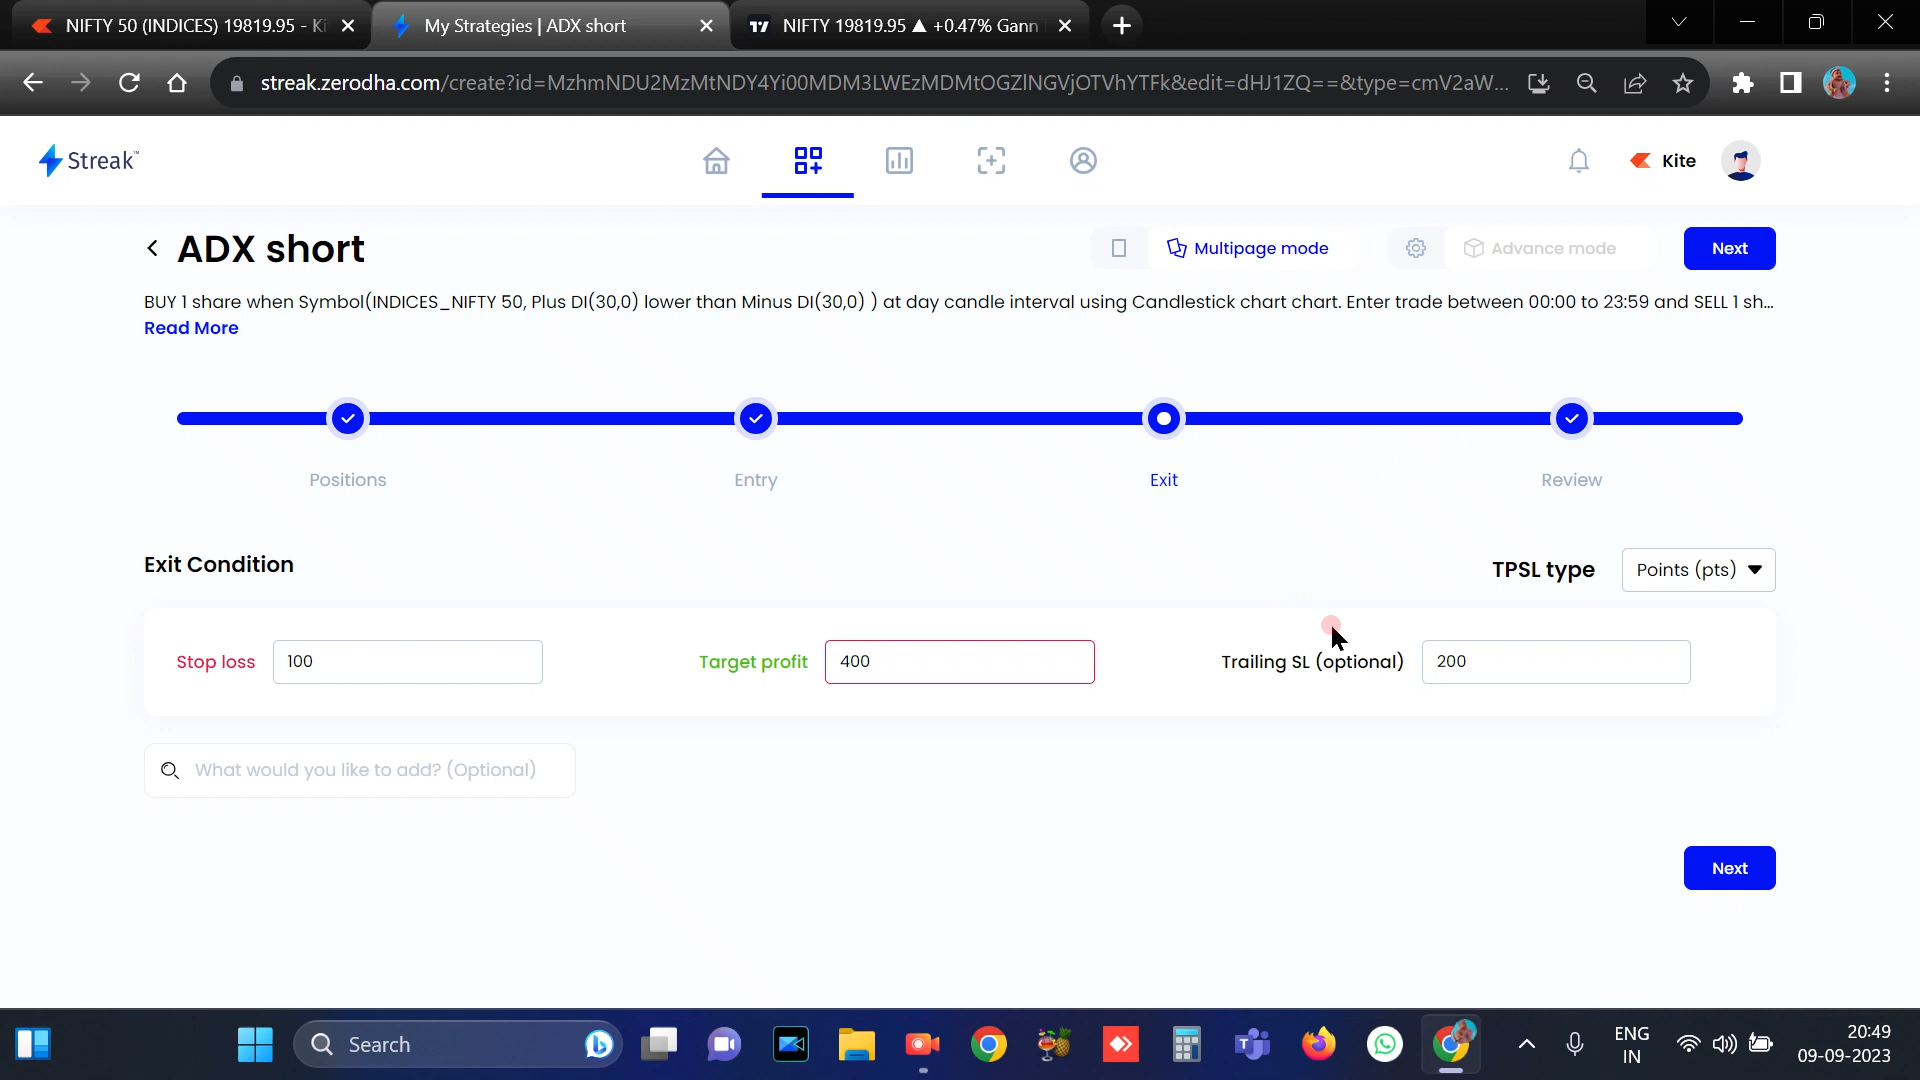 NIFTY 50 (INDICES) 19819.95 - Ki
My Strategies | ADX short
NIFTY 19819.95 ▲ +0.47% Gann
streak.zerodha.com/create?id=MzhmNDU2MzMtNDY4Yi00MDM3LWEzMDMtOGZlNGVjOTVhYTFk&edit=dHJ1ZQ==&type=cmV2aW...
Streak™
Kite
ADX short
Multipage mode
Advance mode
Next
BUY 1 share when Symbol(INDICES_NIFTY 50, Plus DI(30,0) lower than Minus DI(30,0) ) at day candle interval using Candlestick chart chart. Enter trade between 00:00 to 23:59 and SELL 1 sh...
Read More
Positions
Entry
Exit
Review
Exit Condition
TPSL type
Points (pts)
Stop loss
100
Target profit
400
Trailing SL (optional)
200
What would you like to add? (Optional)
Next
Search
ENG
IN
20:49
09-09-2023